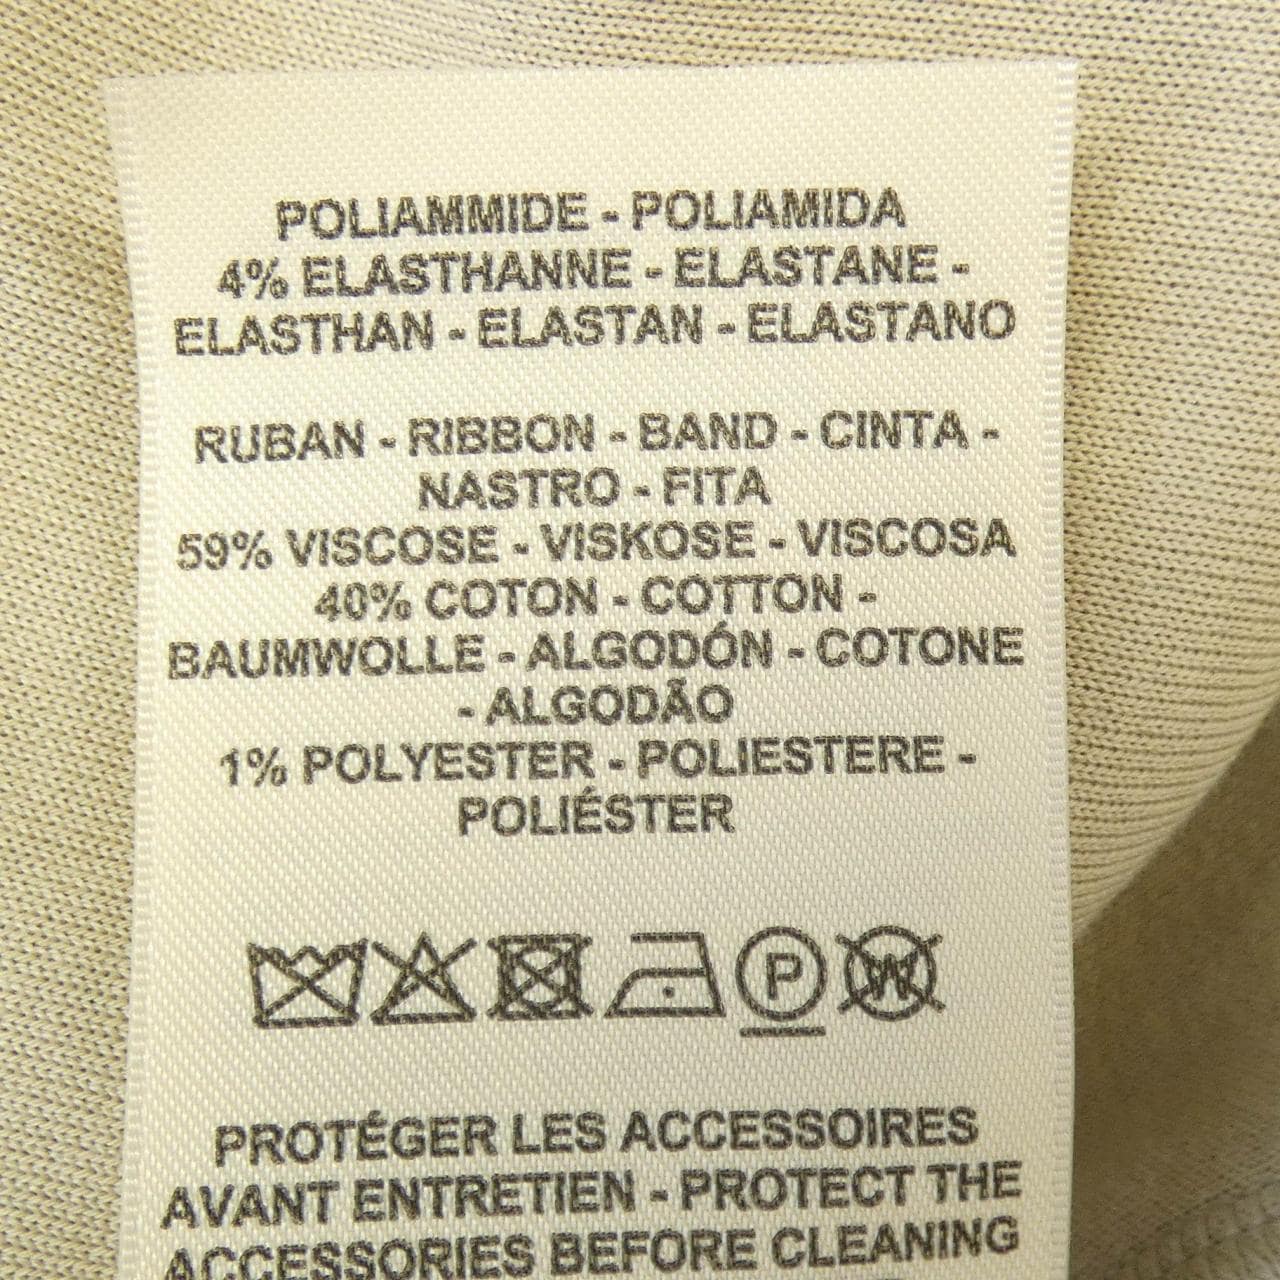 POLIAMMIDE - POLIAMIDA
4% ELASTHANNE - ELASTANE -
ELASTHAN - ELASTAN - ELASTANO
RUBAN - RIBBON - BAND - CINTA -
NASTRO - FITA
59% VISCOSE - VISKOSE - VISCOSA
40% COTON - COTTON -
BAUMWOLLE - ALGODÓN - COTONE
- ALGODÃO
1% POLYESTER - POLIESTERE -
POLIÉSTER
P W
PROTÉGER LES ACCESSOIRES
AVANT ENTRETIEN - PROTECT THE
ACCESSORIES BEFORE CLEANING